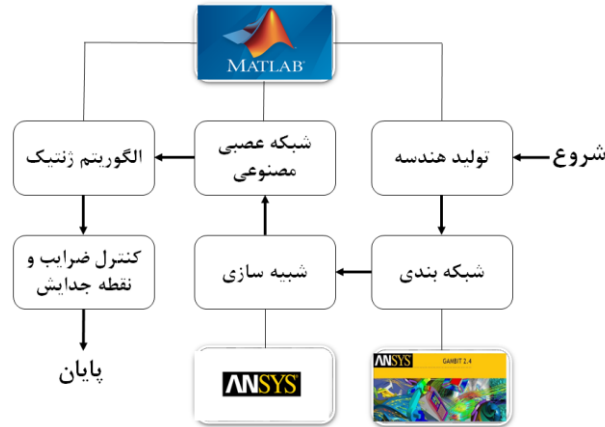 MATLAB
شروع
تولید هندسه
شبکه عصبی
مصنوعی
الگوریتم ژنتیک
شبکه بندی
شبیه سازی
کنترل ضرایب و
نقطه جدایش
پایان
ANSYS
ANSYS GAMBIT 2.4